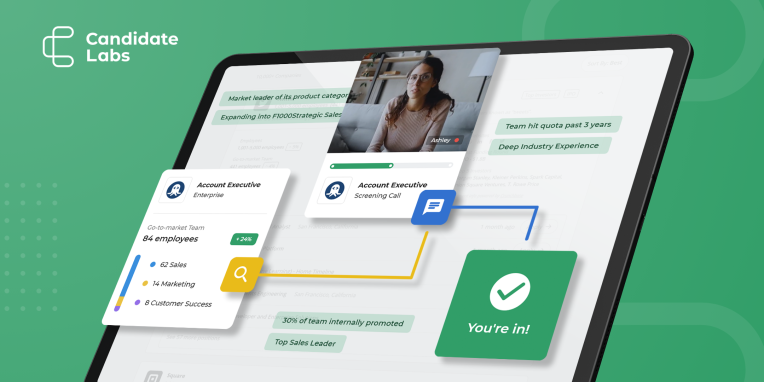 Candidate
Labs
Market leader of its product categor
Expanding into F1000Strategic Sales
Ashley
Team hit quota past 3 years
Deep Industry Experience
Account Executive
Screening Call
Account Executive
Enterprise
Go-to-market Team
84 employees
+ 24%
62 Sales
14 Marketing
8 Customer Success
You're in!
30% of team internally promoted
Top Sales Leader